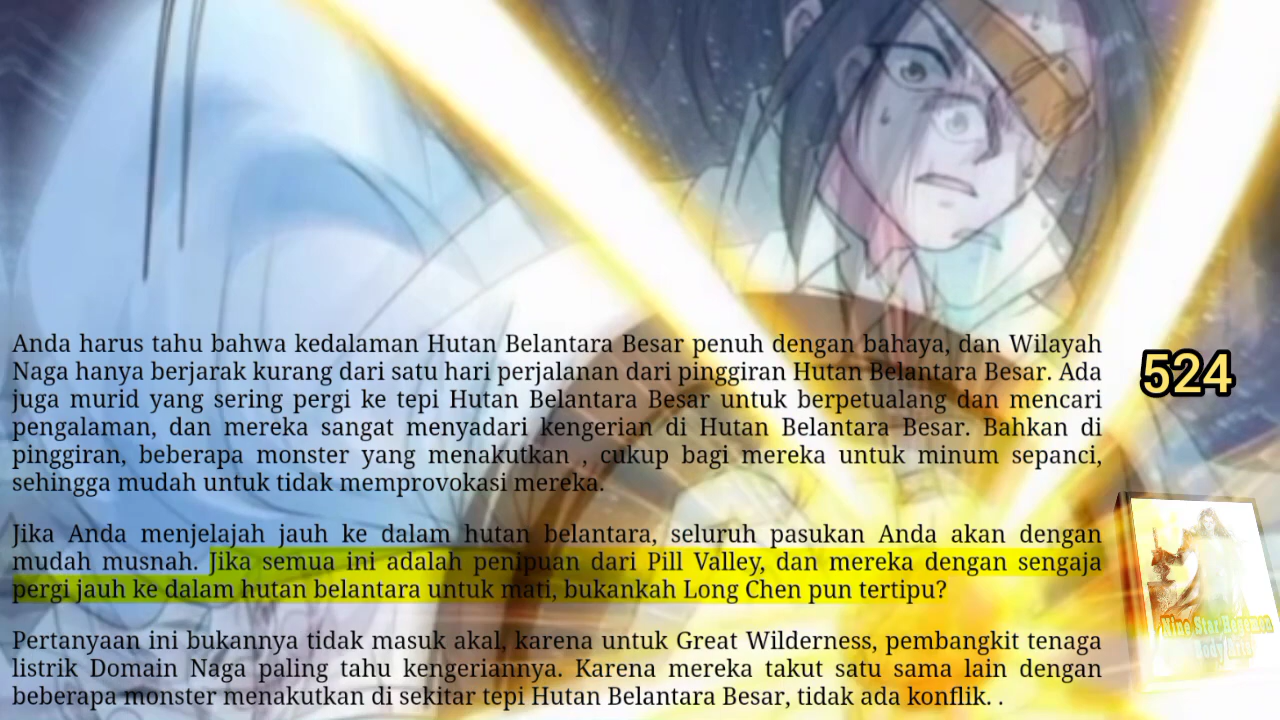 Anda harus tahu bahwa kedalaman Hutan Belantara Besar penuh dengan bahaya, dan Wilayah
Naga hanya berjarak kurang dari satu hari perjalanan dari pinggiran Hutan Belantara Besar. Ada
juga murid yang sering pergi ke tepi Hutan Belantara Besar untuk berpetualang dan mencari
pengalaman, dan mereka sangat menyadari kengerian di Hutan Belantara Besar. Bahkan di
pinggiran, beberapa monster yang menakutkan , cukup bagi mereka untuk minum sepanci,
sehingga mudah untuk tidak memprovokasi mereka.
Jika Anda menjelajah jauh ke dalam hutan belantara, seluruh pasukan Anda akan dengan
mudah musnah. Jika semua ini adalah penipuan dari Pill Valley, dan mereka dengan sengaja
pergi jauh ke dalam hutan belantara untuk mati, bukankah Long Chen pun tertipu?
Pertanyaan ini bukannya tidak masuk akal, karena untuk Great Wilderness, pembangkit tenaga
listrik Domain Naga paling tahu kengeriannya. Karena mereka takut satu sama lain dengan
beberapa monster menakutkan di sekitar tepi Hutan Belantara Besar, tidak ada konflik. .
524
Nine Star Hegemon
Body Arts